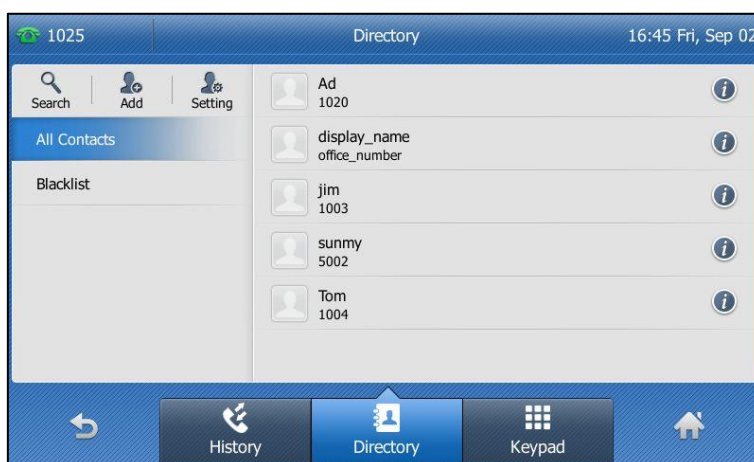 1025
Directory
16:45 Fri, Sep 02
Search
Add
Setting
All Contacts
Blacklist
Ad
1020
display_name
office_number
jim
1003
sunmy
5002
Tom
1004
History
Directory
Keypad